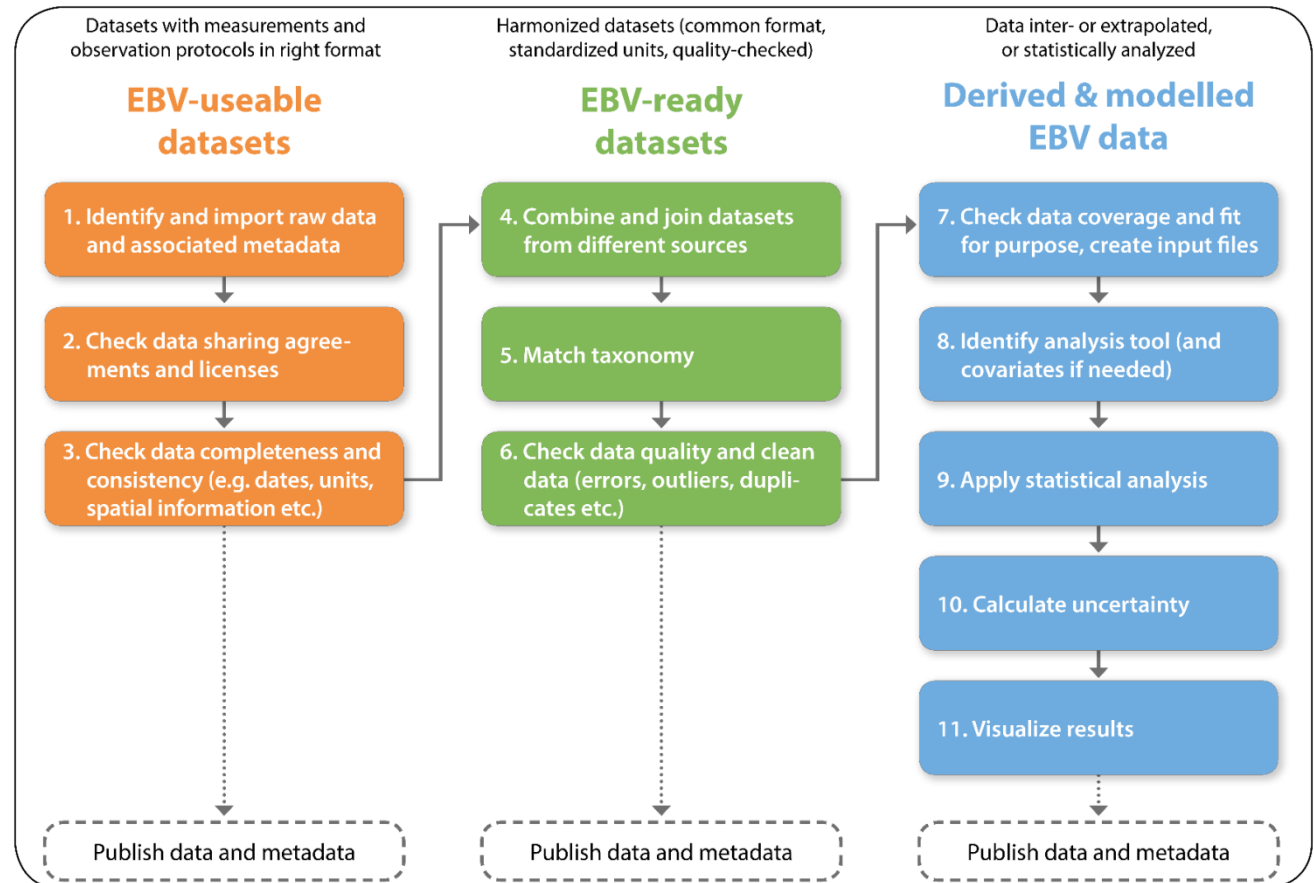 Datasets with measurements and
observation protocols in right format
EBV-useable
datasets
1. Identify and import raw data
and associated metadata
2. Check data sharing agree-
ments and licenses
3. Check data completeness and
consistency (e.g. dates, units,
spatial information etc.)
Publish data and metadata
Harmonized datasets (common format,
standardized units, quality-checked)
EBV-ready
datasets
4. Combine and join datasets
from different sources
5. Match taxonomy
6. Check data quality and clean
data (errors, outliers, dupli-
cates etc.)
Publish data and metadata
Data inter- or extrapolated,
or statistically analyzed
Derived & modelled
EBV data
7. Check data coverage and fit
for purpose, create input files
8. Identify analysis tool (and
covariates if needed)
9. Apply statistical analysis
10. Calculate uncertainty
11. Visualize results
Publish data and metadata